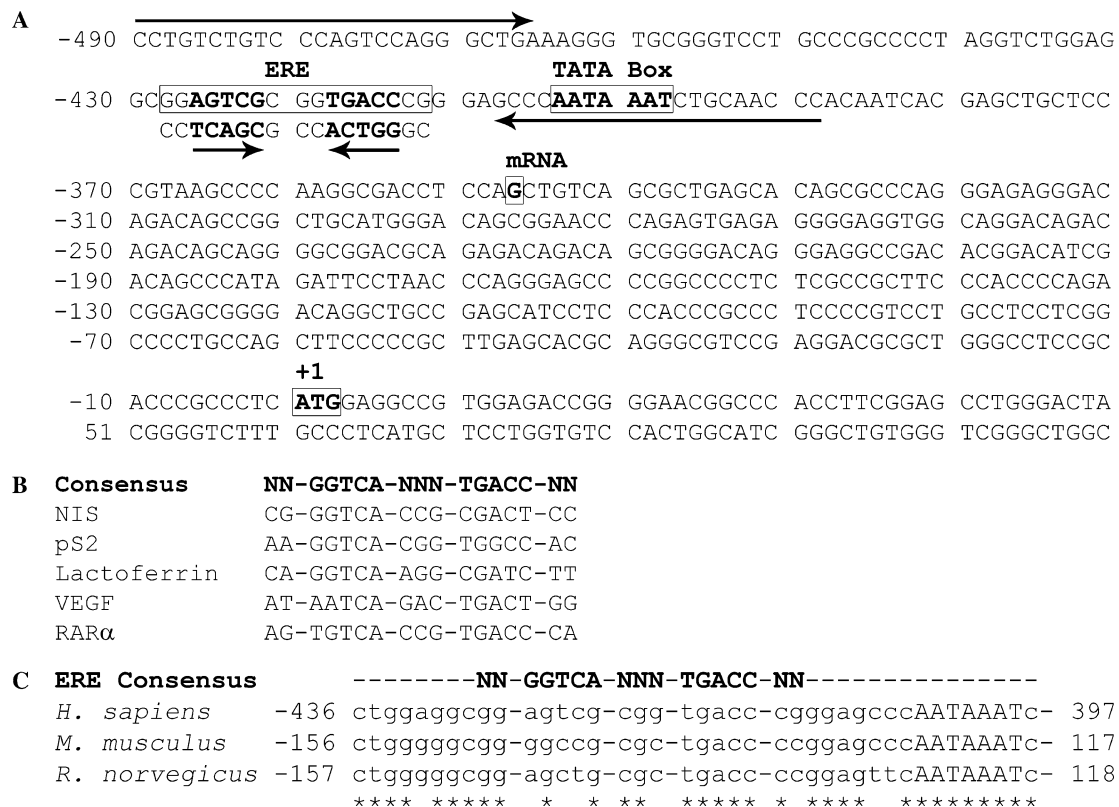 A
-490 CCTGTCTGTC CCAGTCCAGG GCTGAAAGGG TGCGGGTCCT GCCCGCCCCT AGGTCTGGAG
ERE TATA Box
-430 GCGGAGTCGC GGTGACCCGG GAGCCCAATA AATCTGCAAC CCACAATCAC GAGCTGCTCC
CCTCAGCG CCACTGGGC
mRNA
-370 CGTAAGCCCC AAGGCGACCT CCAGCTGTCA GCGCTGAGCA CAGCGCCCAG GGAGAGGGAC
-310 AGACAGCCGG CTGCATGGGA CAGCGGAACC CAGAGTGAGA GGGGAGGTGG CAGGACAGAC
-250 AGACAGCAGG GGCGGACGCA GAGACAGACA GCGGGGACAG GGAGGCCGAC ACGGACATCG
-190 ACAGCCCATA GATTCCTAAC CCAGGGAGCC CCGGCCCCTC TCGCCGCTTC CCACCCCAGA
-130 CGGAGCGGGG ACAGGCTGCC GAGCATCCTC CCACCCGCCC TCCCCGTCCT GCCTCCTCGG
-70 CCCCTGCCAG CTTCCCCCGC TTGAGCACGC AGGGCGTCCG AGGACGCGCT GGGCCTCCGC
+1
-10 ACCCGCCCTC ATGGAGGCCG TGGAGACCGG GGAACGGCCC ACCTTCGGAG CCTGGGACTA
51 CGGGGTCTTT GCCCTCATGC TCCTGGTGTC CACTGGCATC GGGCTGTGGG TCGGGCTGGC
B Consensus NN-GGTCA-NNN-TGACC-NN
NIS CG-GGTCA-CCG-CGACT-CC
pS2 AA-GGTCA-CGG-TGGCC-AC
Lactoferrin CA-GGTCA-AGG-CGATC-TT
VEGF AT-AATCA-GAC-TGACT-GG
RARα AG-TGTCA-CCG-TGACC-CA
C ERE Consensus --------NN-GGTCA-NNN-TGACC-NN---------------
H. sapiens -436 ctggaggcgg-agtcg-cgg-tgacc-cgggagcccAATAAATc- 397
M. musculus -156 ctgggggcgg-ggccg-cgc-tgacc-ccggagcccAATAAATc- 117
R. norvegicus -157 ctgggggcgg-agctg-cgc-tgacc-ccggagttcAATAAATc- 118
**** ***** * * ** ***** * **** *********